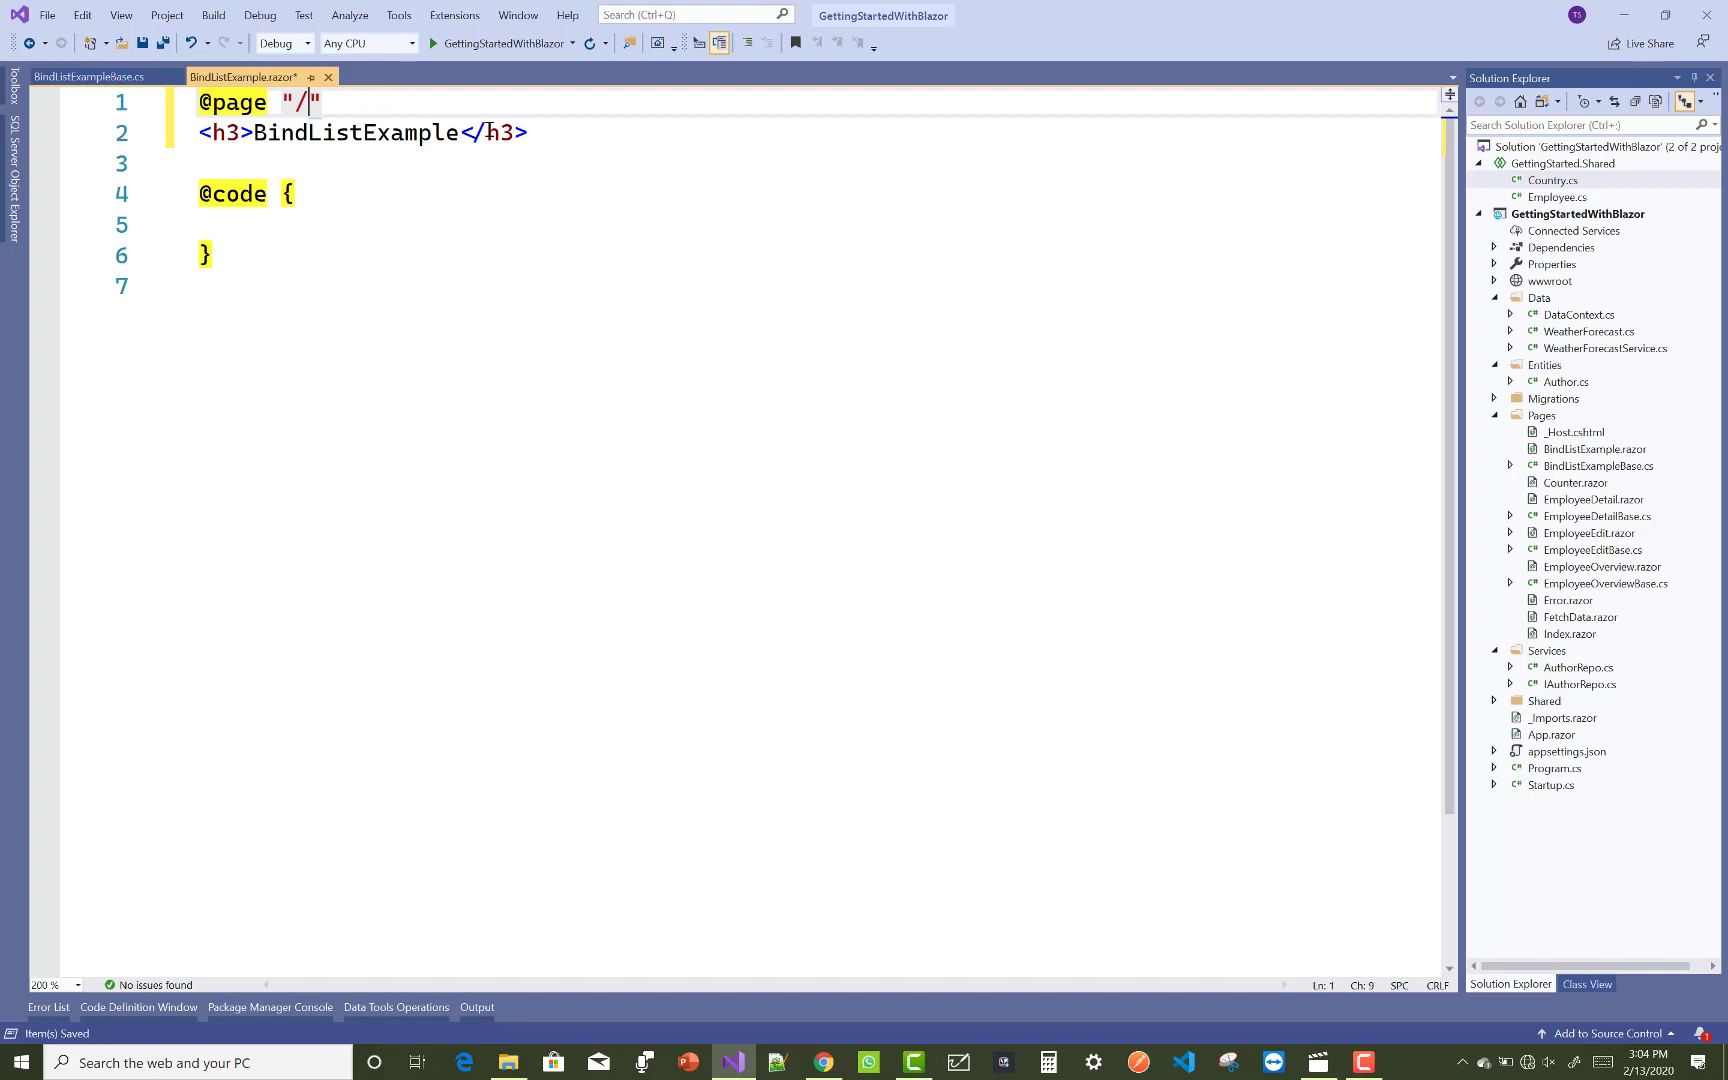 File Edit View Project Build Debug Test Analyze Tools Extensions Window Help Search (Ctrl+Q) GettingStartedWithBlazor TS
Debug Any CPU GettingStartedWithBlazor Live Share
BindListExampleBase.cs BindListExample.razor*
Toolbox
SQL Server Object Explorer
1 @page "/"
2 <h3>BindListExample</h3>
3
4 @code {
5
6 }
7
200 % No issues found Ln: 1 Ch: 9 SPC CRLF
Error List Code Definition Window Package Manager Console Data Tools Operations Output
Solution Explorer
Search Solution Explorer (Ctrl+;)
Solution 'GettingStartedWithBlazor' (2 of 2 proje
GettingStarted.Shared
C# Country.cs
C# Employee.cs
GettingStartedWithBlazor
Connected Services
Dependencies
Properties
wwwroot
Data
C# DataContext.cs
C# WeatherForecast.cs
C# WeatherForecastService.cs
Entities
C# Author.cs
Migrations
Pages
_Host.cshtml
BindListExample.razor
C# BindListExampleBase.cs
Counter.razor
EmployeeDetail.razor
C# EmployeeDetailBase.cs
EmployeeEdit.razor
C# EmployeeEditBase.cs
EmployeeOverview.razor
C# EmployeeOverviewBase.cs
Error.razor
FetchData.razor
Index.razor
Services
C# AuthorRepo.cs
C# IAuthorRepo.cs
Shared
_Imports.razor
App.razor
appsettings.json
C# Program.cs
C# Startup.cs
Solution Explorer Class View
Item(s) Saved Add to Source Control 1
Search the web and your PC 3:04 PM
2/13/2020